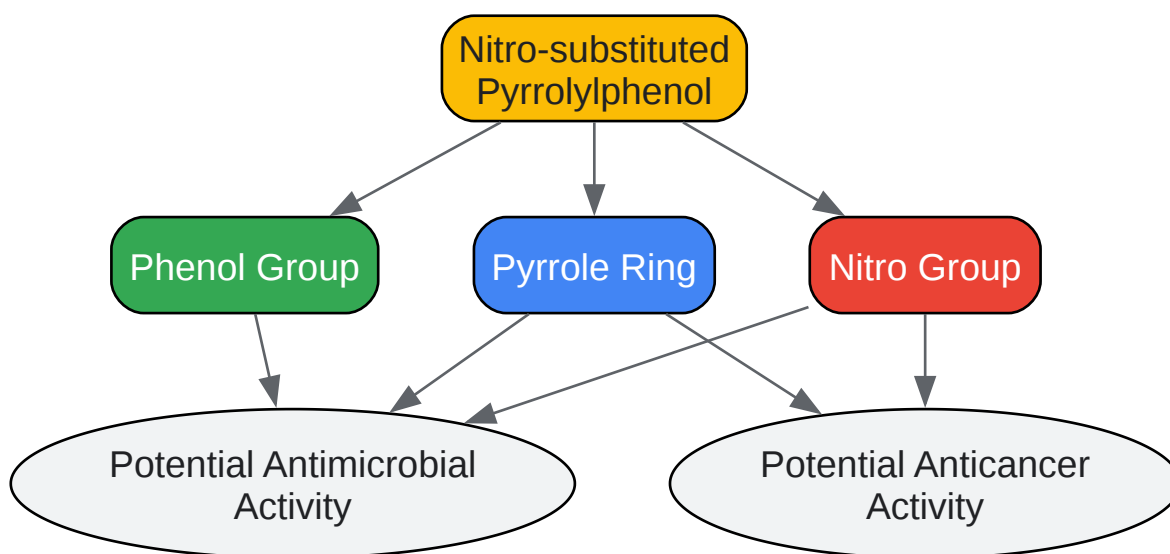 Nitro-substituted
Pyrrolylphenol
Phenol Group
Pyrrole Ring
Nitro Group
Potential Antimicrobial
Activity
Potential Anticancer
Activity